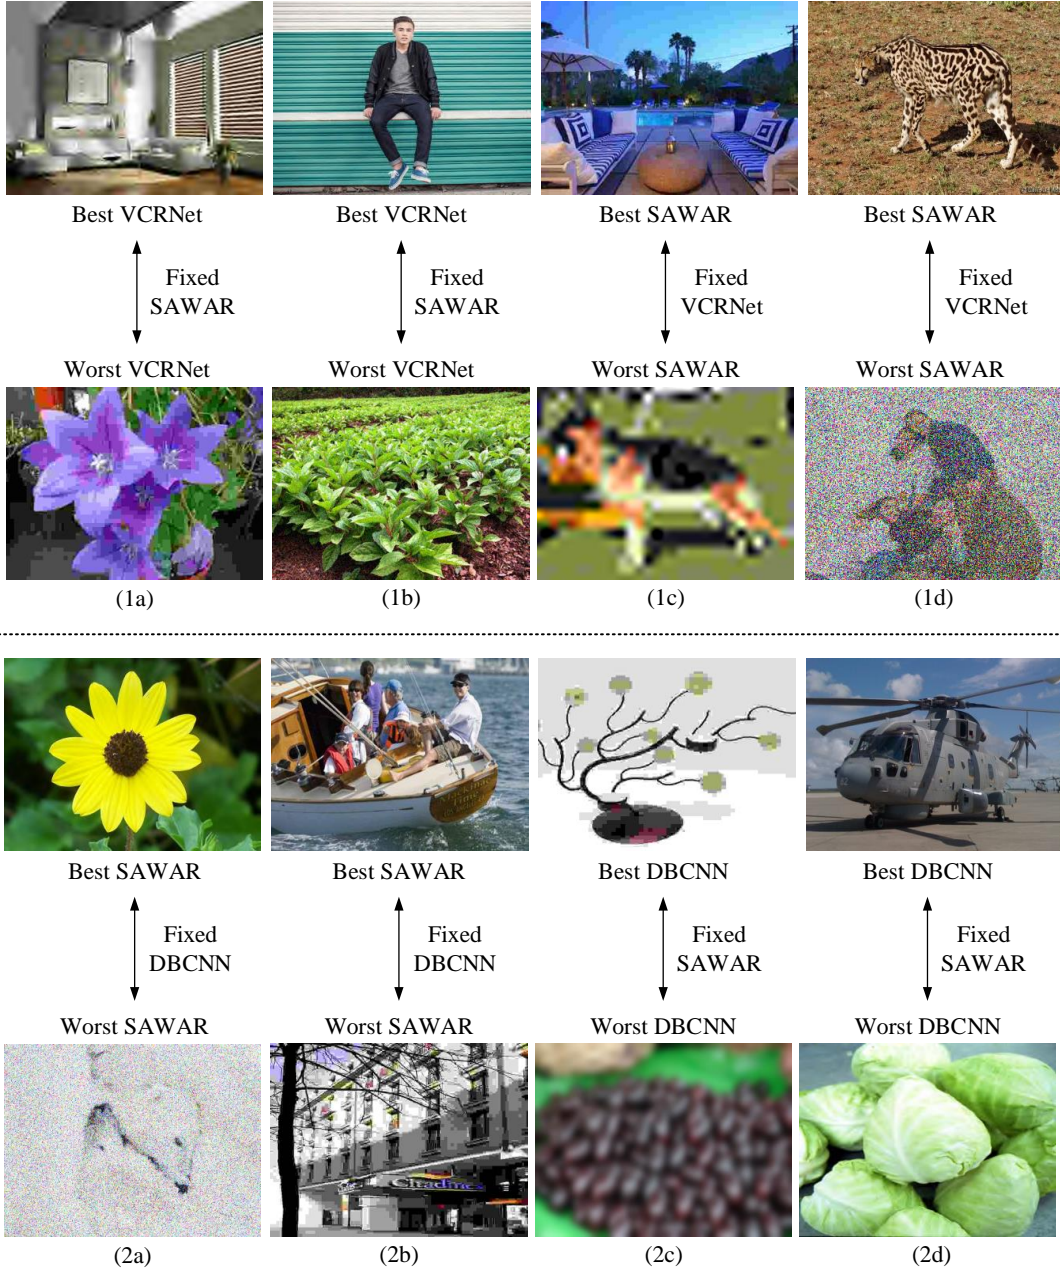 Best VCRNet
Best VCRNet
Best SAWAR
Best SAWAR
Fixed
SAWAR
Fixed
SAWAR
Fixed
VCRNet
Fixed
VCRNet
Worst VCRNet
Worst VCRNet
Worst SAWAR
Worst SAWAR
(1a)
(1b)
(1c)
(1d)
Best SAWAR
Best SAWAR
Best DBCNN
Best DBCNN
Fixed
DBCNN
Fixed
DBCNN
Fixed
SAWAR
Fixed
SAWAR
Worst SAWAR
Worst SAWAR
Worst DBCNN
Worst DBCNN
Citadines
(2a)
(2b)
(2c)
(2d)